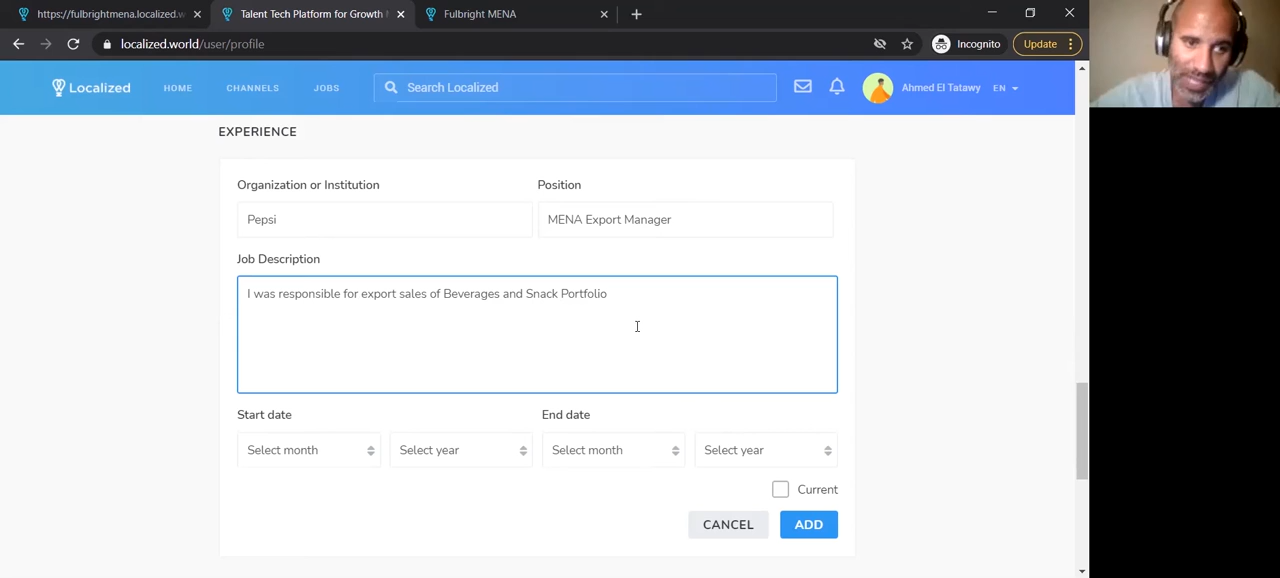 https://fulbrightmena.localized.w
Talent Tech Platform for Growth M
Fulbright MENA
localized.world/user/profile
Incognito
Update
Localized
HOME
CHANNELS
JOBS
Search Localized
Ahmed El Tatawy
EN
EXPERIENCE
Organization or Institution
Position
Pepsi
MENA Export Manager
Job Description
I was responsible for export sales of Beverages and Snack Portfolio
Start date
End date
Select month
Select year
Select month
Select year
Current
CANCEL
ADD